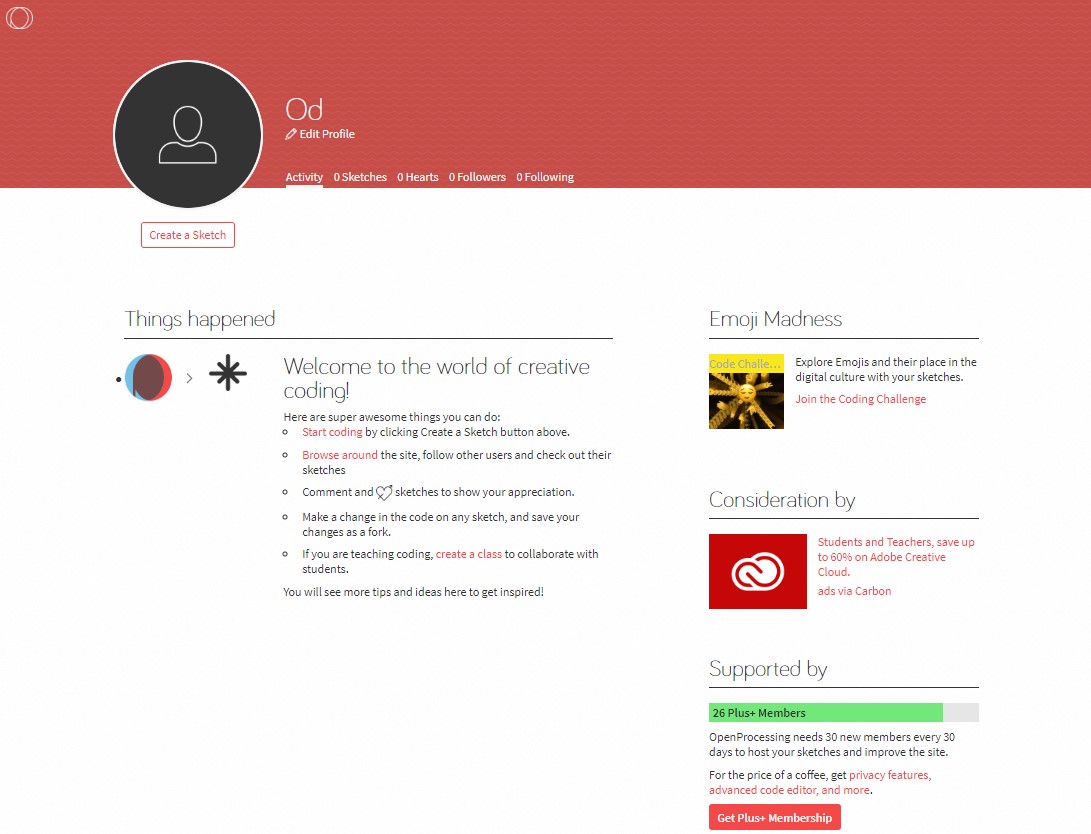 Od
Edit Profile
Activity 0 Sketches 0 Hearts 0 Followers 0 Following
Create a Sketch
Things happened
Welcome to the world of creative
coding!
Here are super awesome things you can do:
Start coding by clicking Create a Sketch button above.
Browse around the site, follow other users and check out their
sketches
Comment and sketches to show your appreciation.
Make a change in the code on any sketch, and save your
changes as a fork.
If you are teaching coding, create a class to collaborate with
students.
You will see more tips and ideas here to get inspired!
Emoji Madness
Code Challe...
Explore Emojis and their place in the
digital culture with your sketches.
Join the Coding Challenge
Consideration by
Students and Teachers, save up
to 60% on Adobe Creative
Cloud.
ads via Carbon
Supported by
26 Plus+ Members
OpenProcessing needs 30 new members every 30
days to host your sketches and improve the site.
For the price of a coffee, get privacy features,
advanced code editor, and more.
Get Plus+ Membership